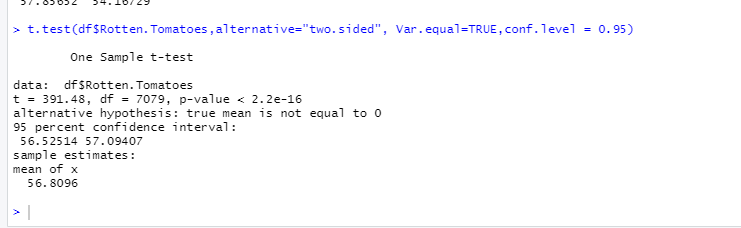 > t.test(df$Rotten.Tomatoes,alternative="two.sided", Var.equal=TRUE,conf.level = 0.95)
One Sample t-test
data:  df$Rotten.Tomatoes
t = 391.48, df = 7079, p-value < 2.2e-16
alternative hypothesis: true mean is not equal to 0
95 percent confidence interval:
 56.52514 57.09407
sample estimates:
mean of x
  56.8096
>